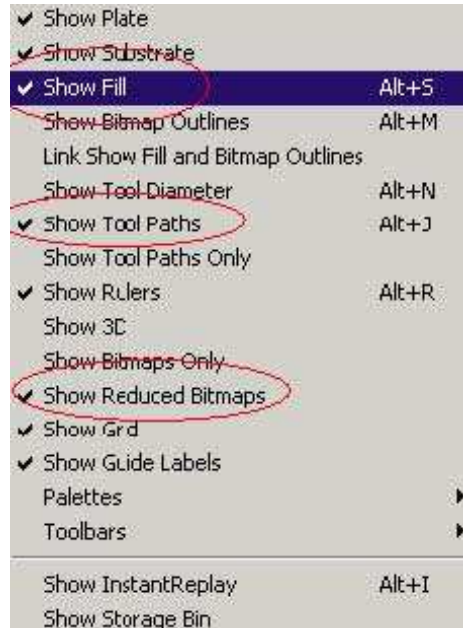 Show Plate
Show Substrate
Show Fill Alt+S
Show Bitmap Outlines Alt+M
Link Show Fill and Bitmap Outlines
Show Tool Diameter Alt+N
Show Tool Paths Alt+J
Show Tool Paths Only
Show Rulers Alt+R
Show 3D
Show Bitmaps Only
Show Reduced Bitmaps
Show Grid
Show Guide Labels
Palettes
Toolbars
Show InstantReplay Alt+I
Show Storage Bin